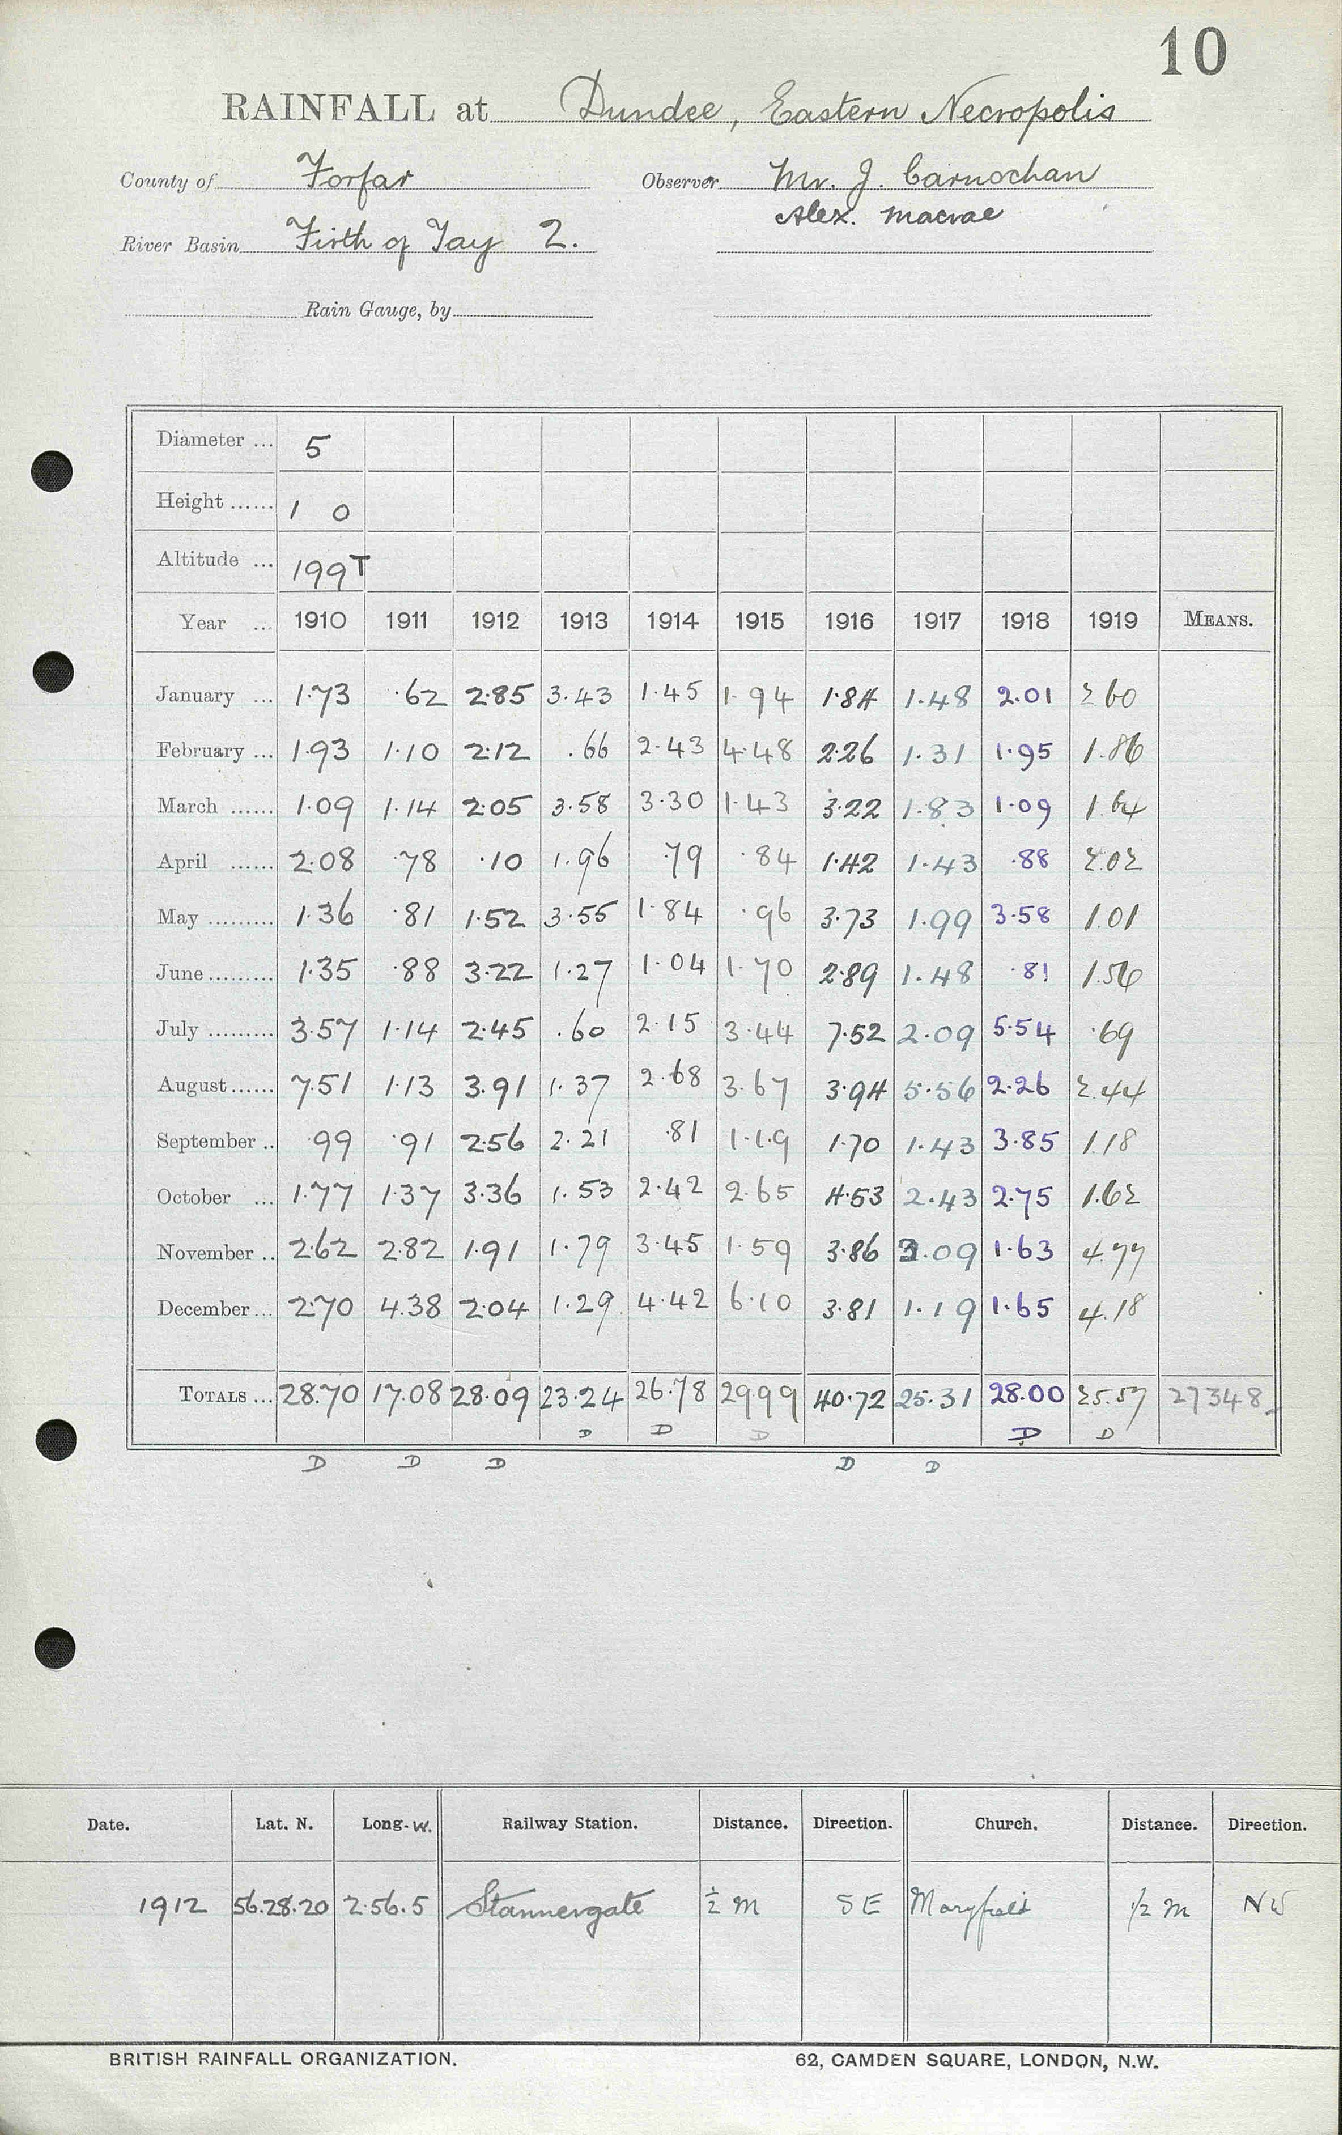 10
RAINFALL at Dundee, Eastern Necropolis
County of Forfar Observer Mr. J. Carnochan
Alex. Macrae
River Basin Firth of Tay 2.
Rain Gauge, by
Diameter ... 5
Height ...... 1 0
Altitude ... 199T
Year ... 1910 1911 1912 1913 1914 1915 1916 1917 1918 1919 MEANS.
January ... 1.73 .62 2.85 3.43 1.45 1.94 1.84 1.48 2.01 2.60
February ... 1.93 1.10 2.12 .66 2.43 4.48 2.26 1.31 1.95 1.86
March ...... 1.09 1.14 2.05 3.58 3.30 1.43 3.22 1.83 1.09 1.64
April ...... 2.08 .78 .10 1.96 .79 .84 1.42 1.43 .88 2.02
May ......... 1.36 .81 1.52 3.55 1.84 .96 3.73 1.99 3.58 1.01
June ......... 1.35 .88 3.22 1.27 1.04 1.70 2.89 1.48 .81 1.56
July ......... 3.57 1.14 2.45 .60 2.15 3.44 7.52 2.09 5.54 .69
August ...... 7.51 1.13 3.91 1.37 2.68 3.67 3.94 5.56 2.26 2.44
September .. .99 .91 2.56 2.21 .81 1.19 1.70 1.43 3.85 1.18
October ... 1.77 1.37 3.36 1.53 2.42 2.65 4.53 2.43 2.75 1.62
November .. 2.62 2.82 1.91 1.79 3.45 1.59 3.86 3.09 1.63 4.77
December ... 2.70 4.38 2.04 1.29 4.42 6.10 3.81 1.19 1.65 4.18
TOTALS ... 28.70 17.08 28.09 23.24 26.78 29.99 40.72 25.31 28.00 25.57 27348
D D D D D
D D D D D
Date. Lat. N. Long. W. Railway Station. Distance. Direction. Church. Distance. Direction.
1912 56.28.20 2.56.5 Stannergate ½ m SE Maryfield ½ m NW
BRITISH RAINFALL ORGANIZATION. 62, CAMDEN SQUARE, LONDON, N.W.